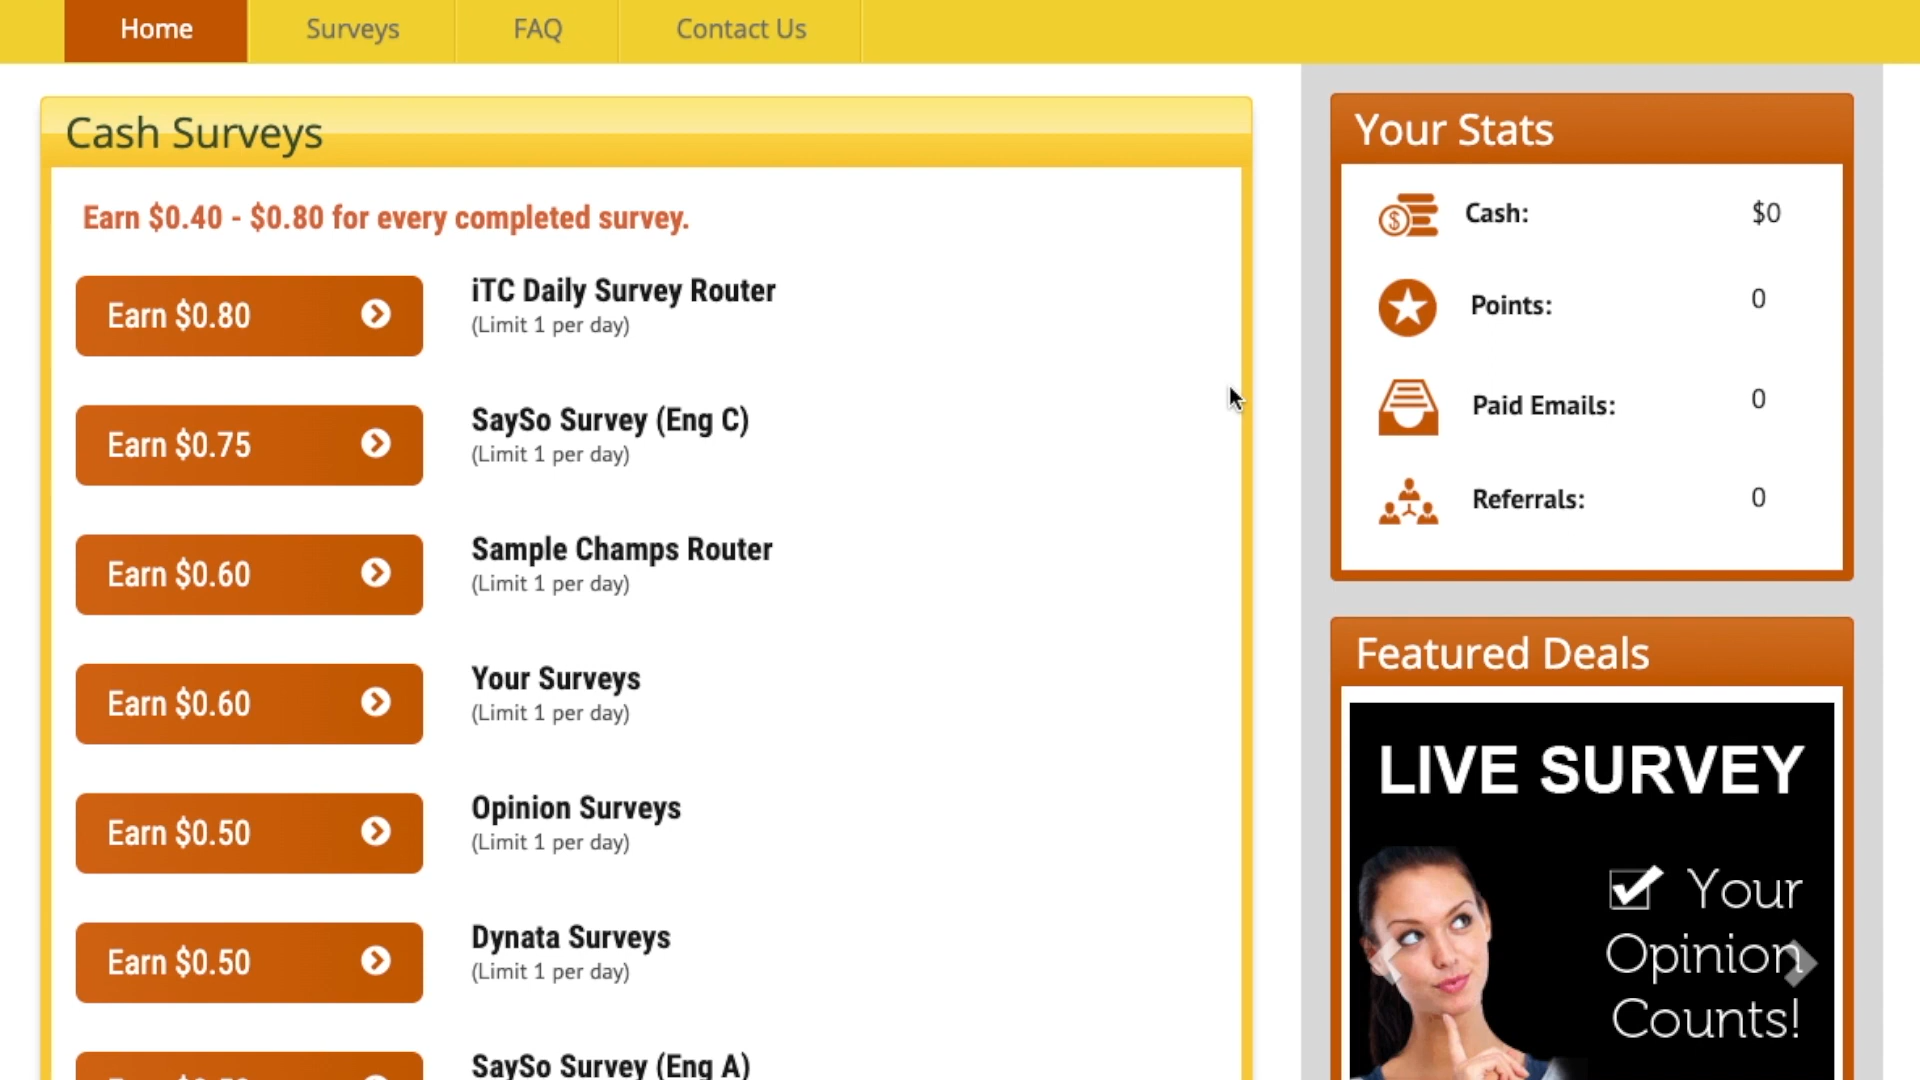 Home
Surveys
FAQ
Contact Us
Cash Surveys
Earn $0.40 - $0.80 for every completed survey.
Earn $0.80
iTC Daily Survey Router
(Limit 1 per day)
Earn $0.75
SaySo Survey (Eng C)
(Limit 1 per day)
Earn $0.60
Sample Champs Router
(Limit 1 per day)
Earn $0.60
Your Surveys
(Limit 1 per day)
Earn $0.50
Opinion Surveys
(Limit 1 per day)
Earn $0.50
Dynata Surveys
(Limit 1 per day)
SaySo Survey (Eng A)
Your Stats
Cash: $0
Points: 0
Paid Emails: 0
Referrals: 0
Featured Deals
LIVE SURVEY
Your
Opinion
Counts!